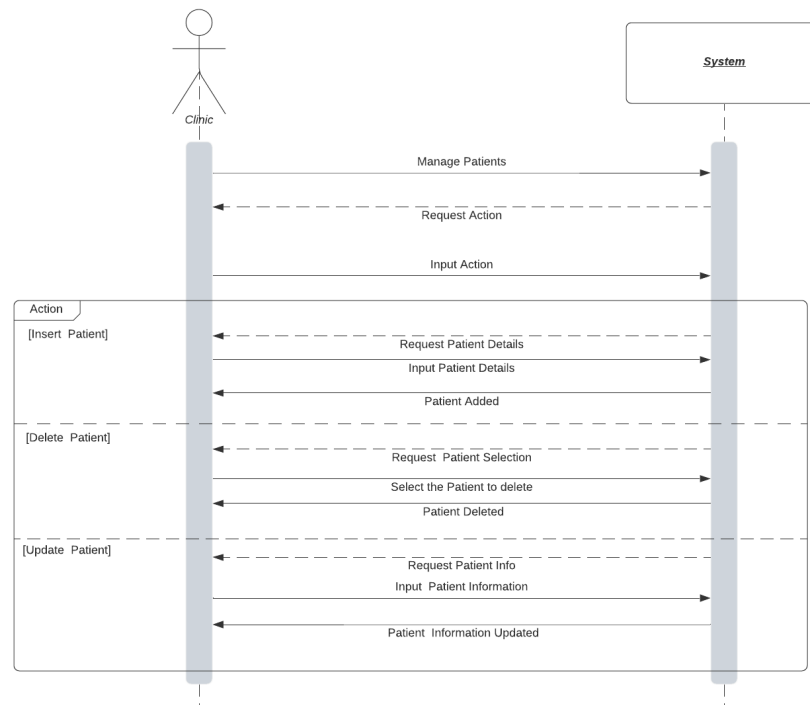 Clinic
System
Manage Patients
Request Action
Input Action
Action
[Insert Patient]
Request Patient Details
Input Patient Details
Patient Added
[Delete Patient]
Request Patient Selection
Select the Patient to delete
Patient Deleted
[Update Patient]
Request Patient Info
Input Patient Information
Patient Information Updated